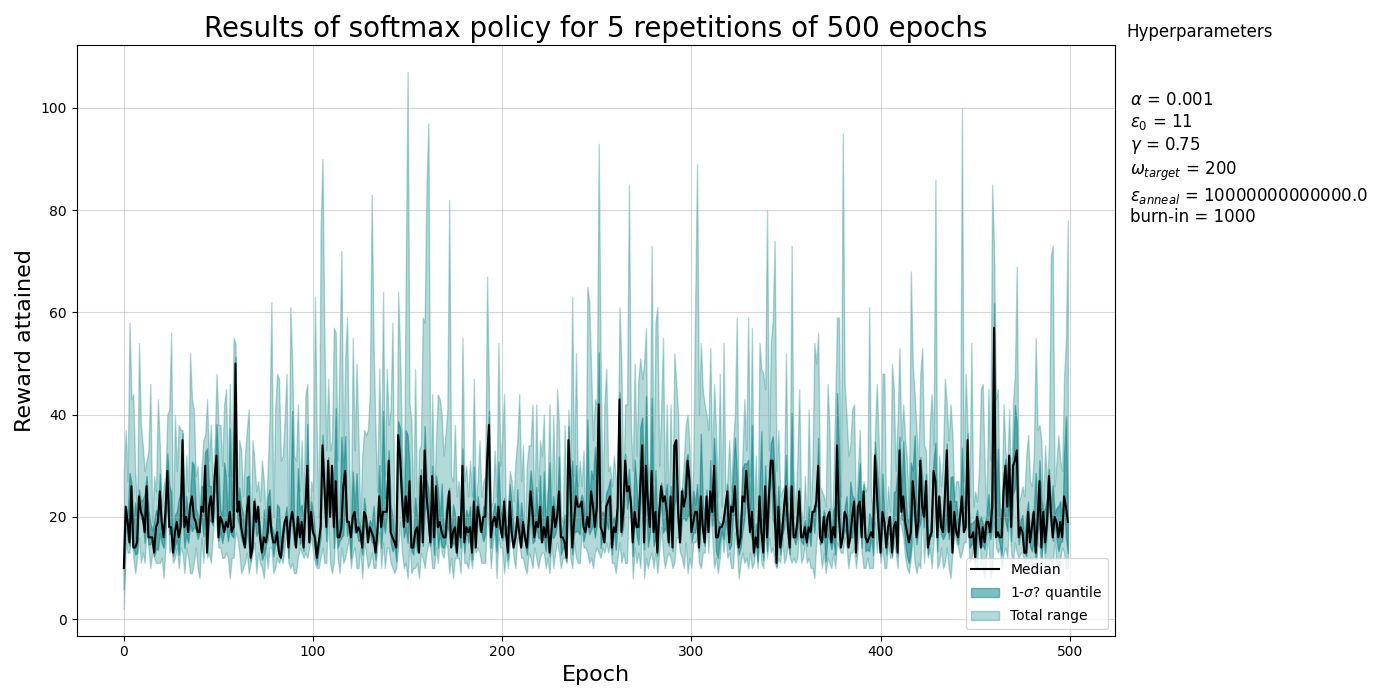 Results of softmax policy for 5 repetitions of 500 epochs
Hyperparameters
α = 0.001
ε₀ = 11
γ = 0.75
ω_target = 200
ε_anneal = 10000000000000.0
burn-in = 1000
Reward attained
100
80
60
40
20
0
Median
1-σ? quantile
Total range
0 100 200 300 400 500
Epoch